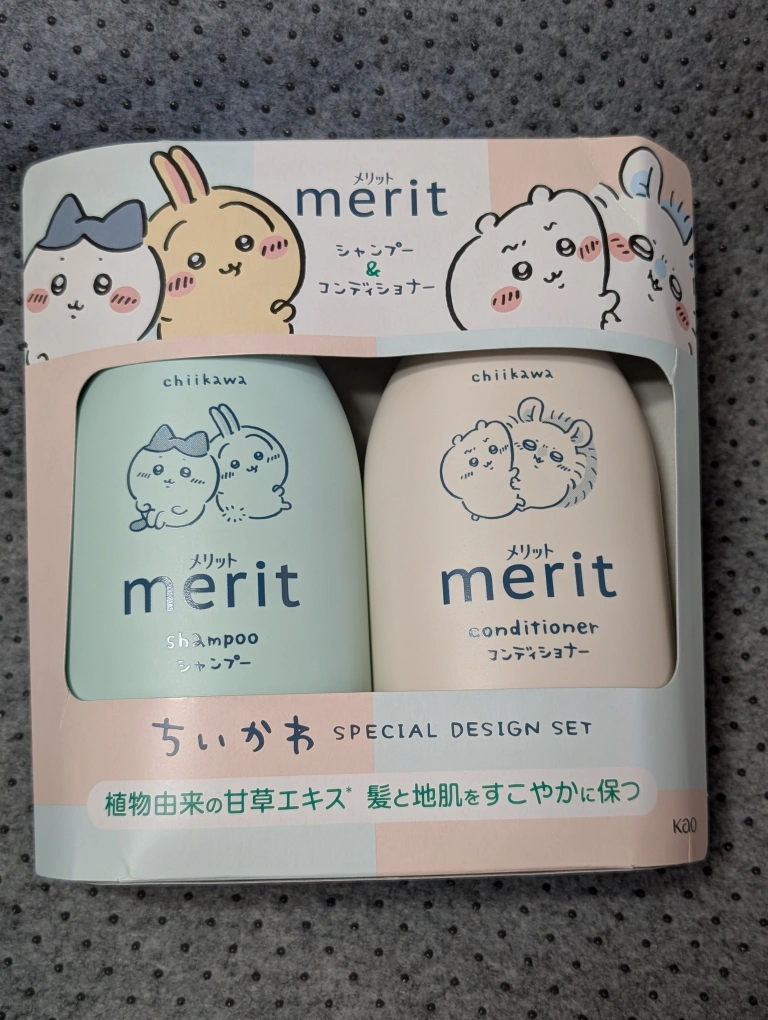 メリット
merit
シャンプー
&
コンディショナー
chiikawa
メリット
merit
shampoo
シャンプー
chiikawa
メリット
merit
conditioner
コンディショナー
ちいかわ SPECIAL DESIGN SET
植物由来の甘草エキス* 髪と地肌をすこやかに保つ
Kao